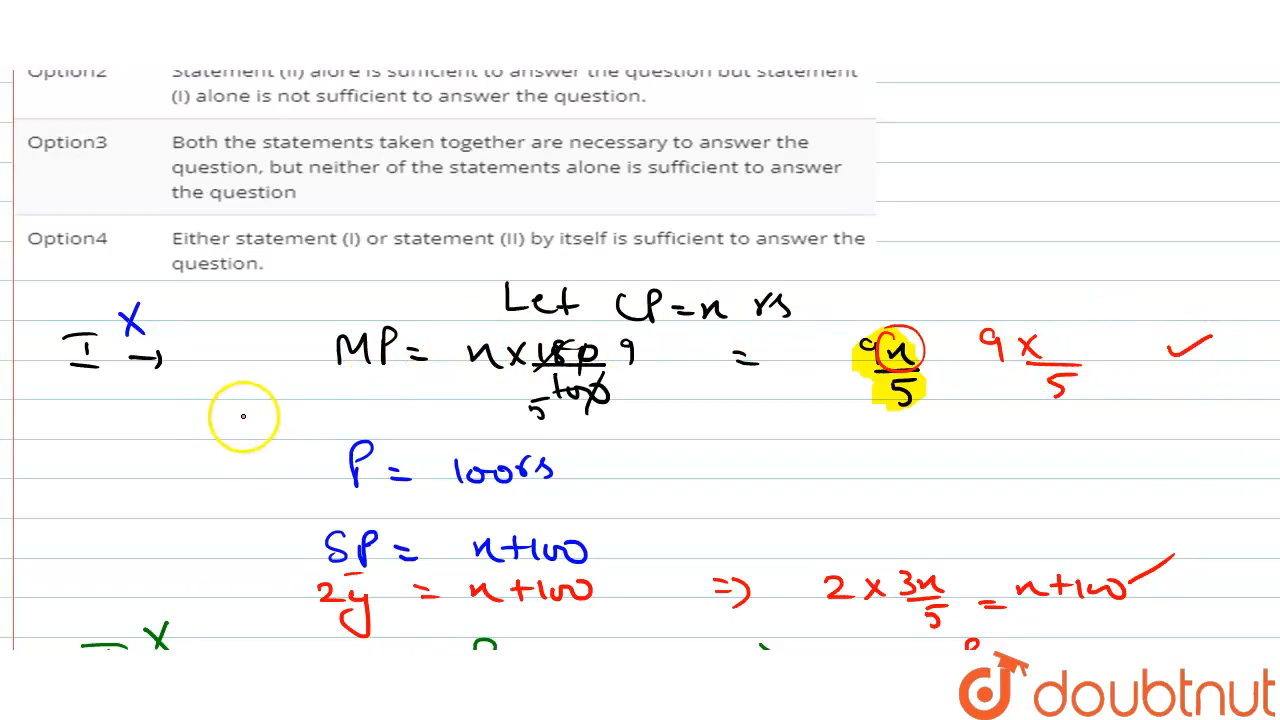 Option2 Statement (II) alone is sufficient to answer the question but statement
(I) alone is not sufficient to answer the question.
Option3 Both the statements taken together are necessary to answer the
question, but neither of the statements alone is sufficient to answer
the question
Option4 Either statement (I) or statement (II) by itself is sufficient to answer the
question.
Let CP=x rs
X
I → MP = x × 180/100 9/5 = 9x/5 9x/5 ✓
P = 100rs
SP = x+100
2y = x+100 => 2 × 3x/5 = x+100 ✓
X
doubtnut